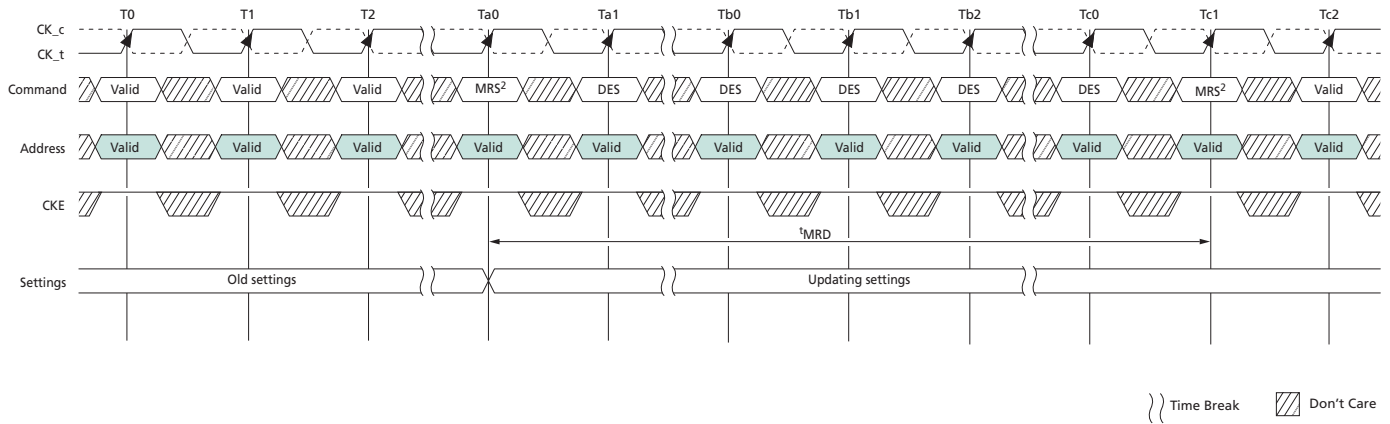 T0 T1 T2 Ta0 Ta1 Tb0 Tb1 Tb2 Tc0 Tc1 Tc2
CK_c
CK_t
Command Valid Valid Valid MRS² DES DES DES DES DES MRS² Valid
Address Valid Valid Valid Valid Valid Valid Valid Valid Valid Valid Valid
CKE
tMRD
Settings Old settings Updating settings
Time Break Don't Care